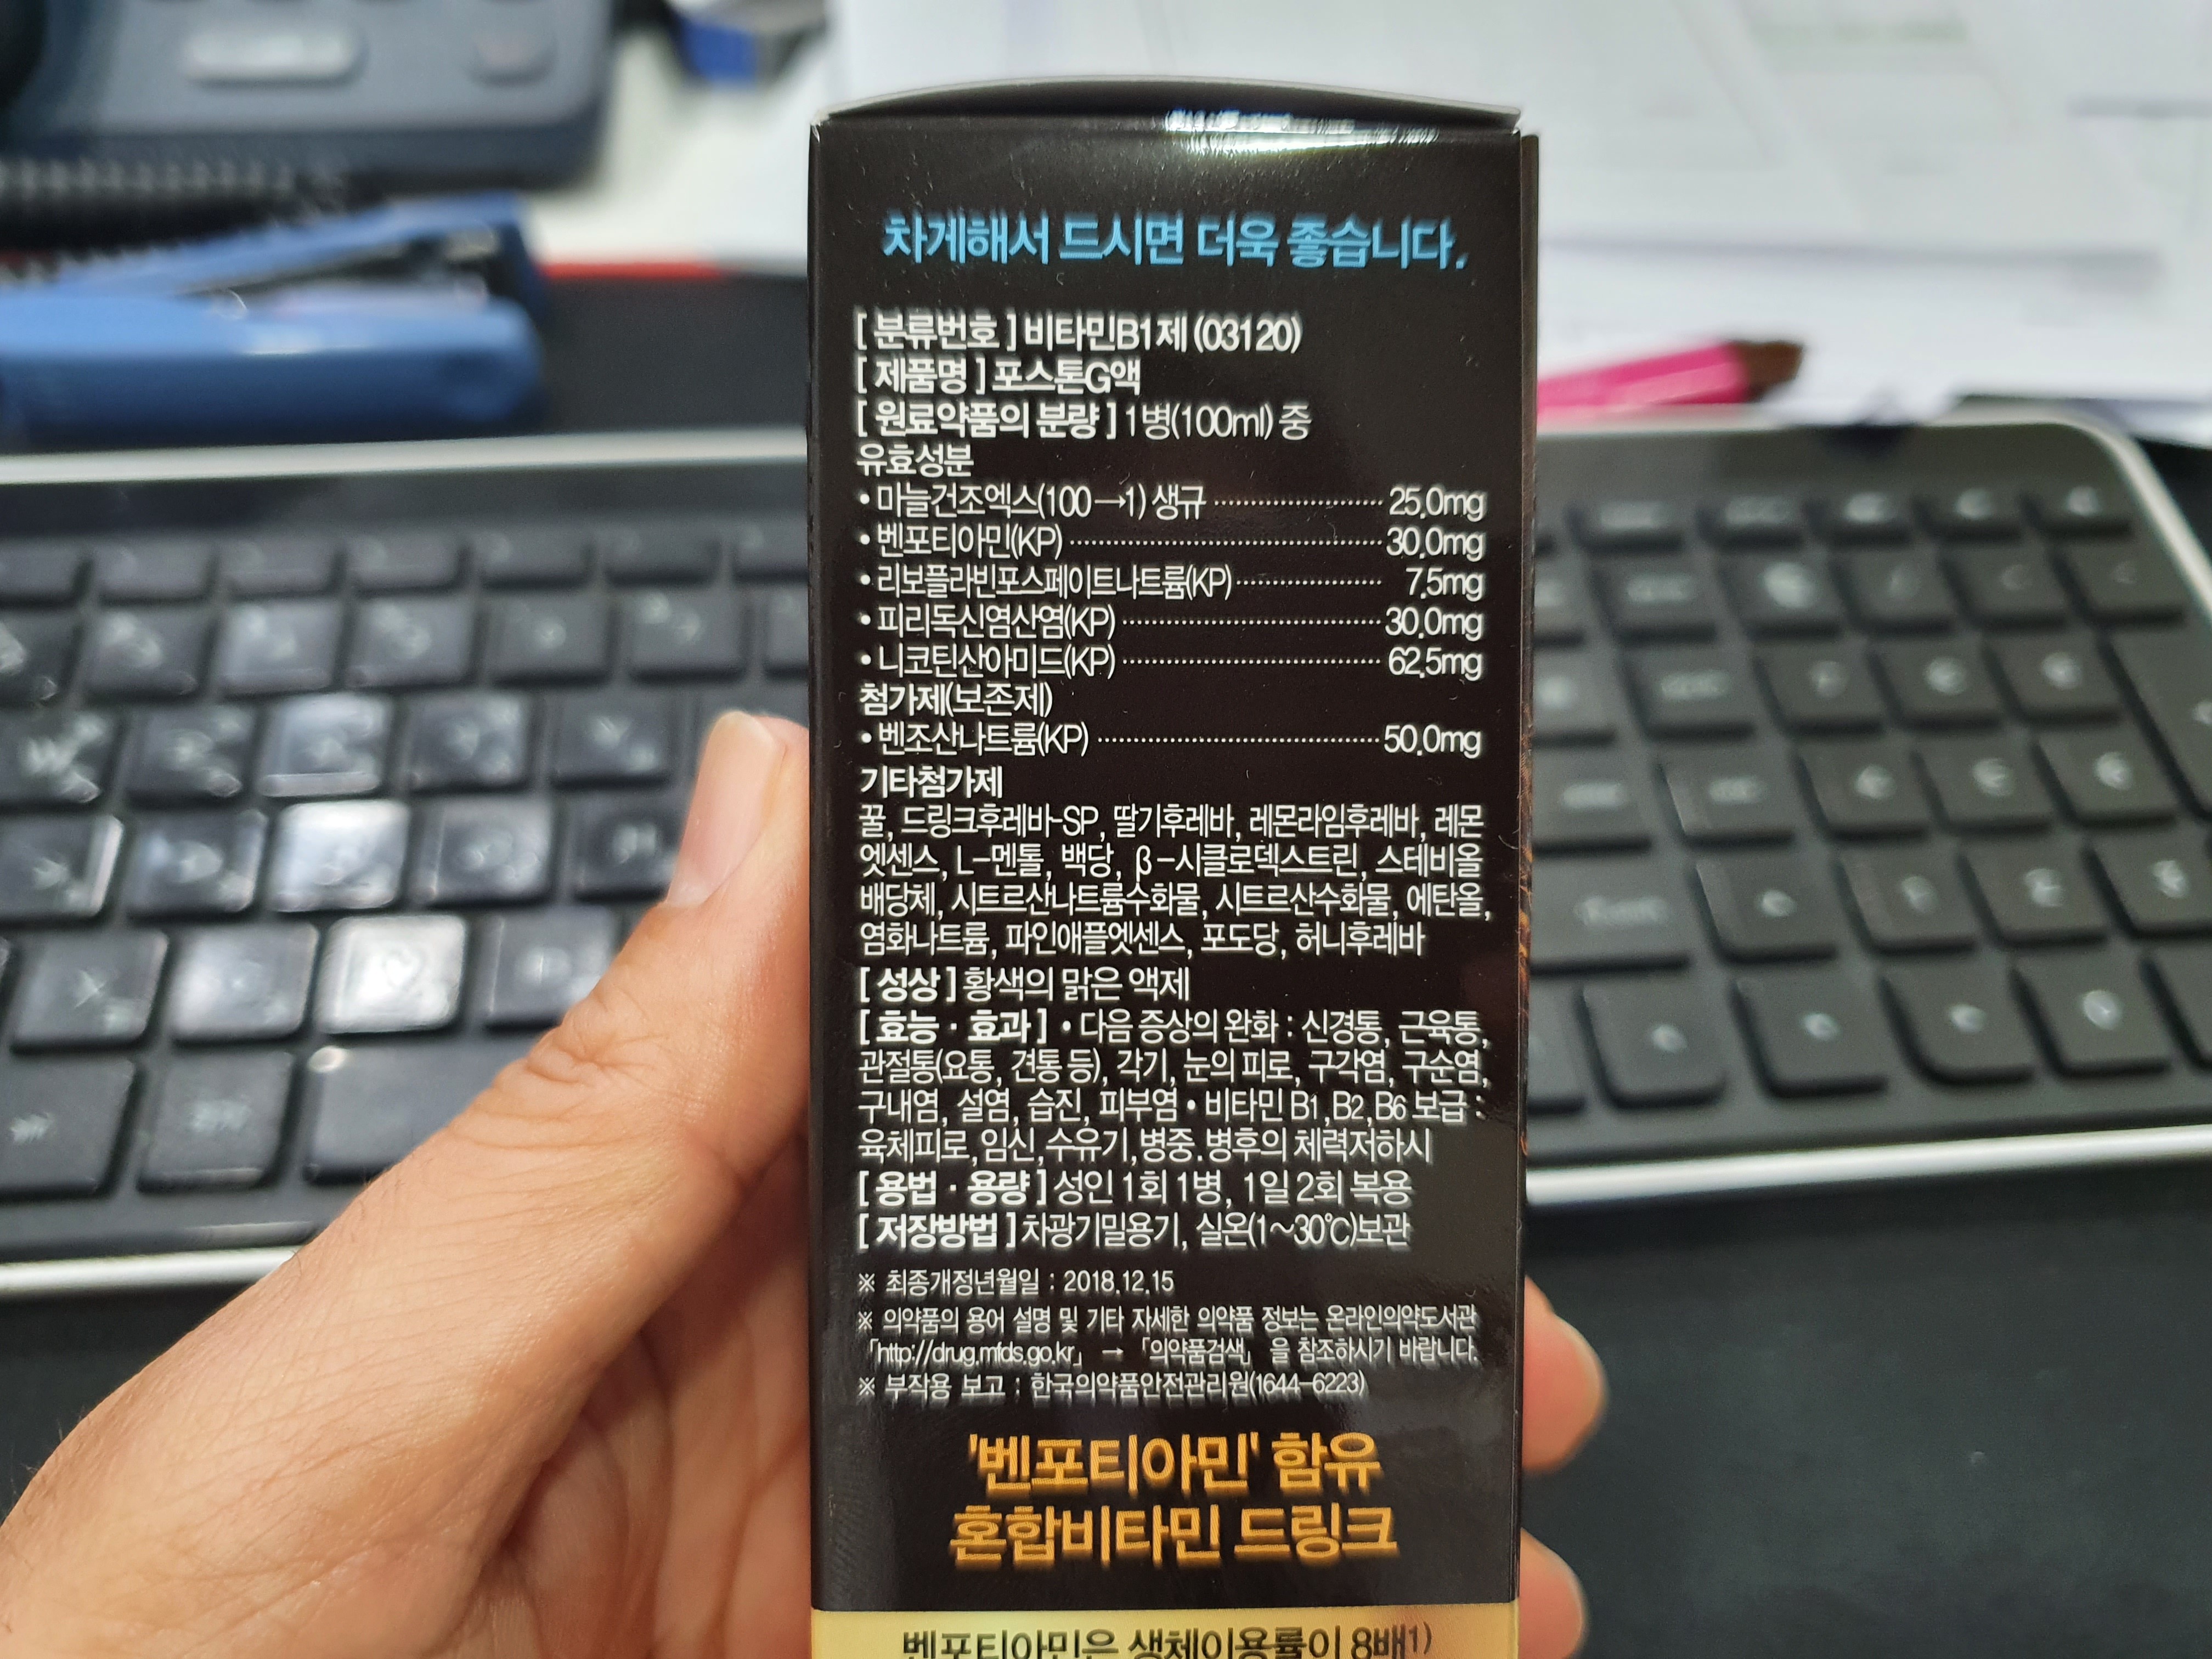 차게해서 드시면 더욱 좋습니다.
[ 분류번호 ] 비타민B1제 (03120)
[ 제품명 ] 포스톤G액
[ 원료약품의 분량 ] 1병(100ml) 중
유효성분
• 마늘건조엑스(100→1) 생규 ······················ 25.0mg
• 벤포티아민(KP) ········································ 30.0mg
• 리보플라빈포스페이트나트륨(KP) ··················· 7.5mg
• 피리독신염산염(KP) ································· 30.0mg
• 니코틴산아미드(KP) ································· 62.5mg
첨가제(보존제)
• 벤조산나트륨(KP) ···································· 50.0mg
기타첨가제
꿀, 드링크후레바-SP, 딸기후레바, 레몬라임후레바, 레몬
엣센스, L-멘톨, 백당, β-시클로덱스트린, 스테비올
배당체, 시트르산나트륨수화물, 시트르산수화물, 에탄올,
염화나트륨, 파인애플엣센스, 포도당, 허니후레바
[ 성상 ] 황색의 맑은 액제
[ 효능 · 효과 ] • 다음 증상의 완화 : 신경통, 근육통,
관절통(요통, 견통 등), 각기, 눈의 피로, 구각염, 구순염,
구내염, 설염, 습진, 피부염 • 비타민 B1,B2,B6 보급 :
육체피로,임신,수유기,병중.병후의 체력저하시
[ 용법 · 용량 ] 성인 1회 1병, 1일 2회 복용
[ 저장방법 ] 차광기밀용기, 실온(1~30℃)보관
※ 최종개정년월일 : 2018.12.15
※ 의약품의 용어 설명 및 기타 자세한 의약품 정보는 온라인의약도서관
「http://drug.mfds.go.kr」 → 「의약품검색」 을 참조하시기 바랍니다.
※ 부작용 보고 : 한국의약품안전관리원(1644-6223)
'벤포티아민' 함유
혼합비타민 드링크
벤포티아민은 생체이용률이 8배1)